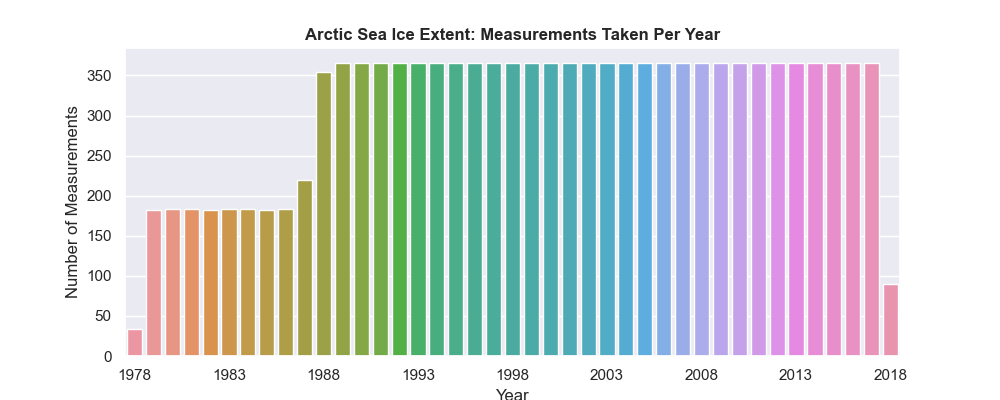 Arctic Sea Ice Extent: Measurements Taken Per Year
Number of Measurements
350
300
250
200
150
100
50
0
1978 1983 1988 1993 1998 2003 2008 2013 2018
Year